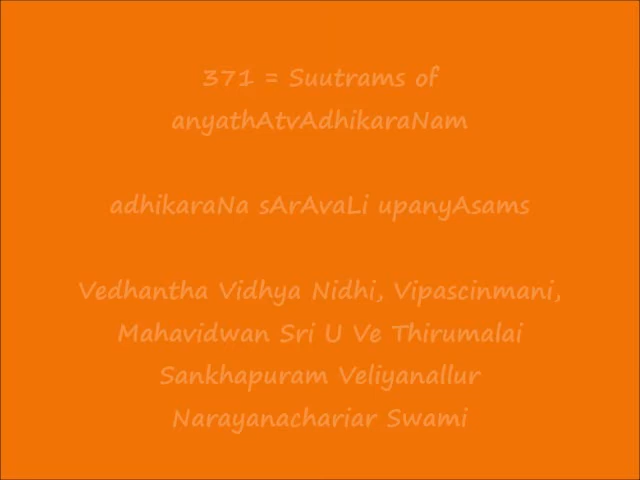 371 = Suutrams of
anyathAtvAdhikaraNam
adhikaraNa sArAvaLi upanyAsams
Vedhantha Vidhya Nidhi, Vipascinmani,
Mahavidwan Sri U Ve Thirumalai
Sankhapuram Veliyanallur
Narayanachariar Swami